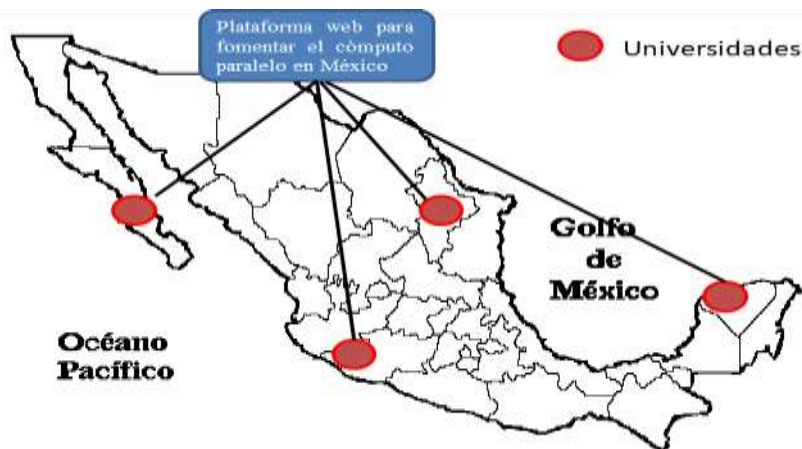 Plataforma web para
fomentar el cómputo
paralelo en México
Universidades
Golfo
de
México
Océano
Pacífico